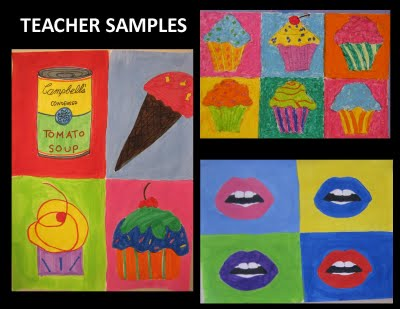 TEACHER SAMPLES
Campbell's
CONDENSED
TOMATO
SOUP